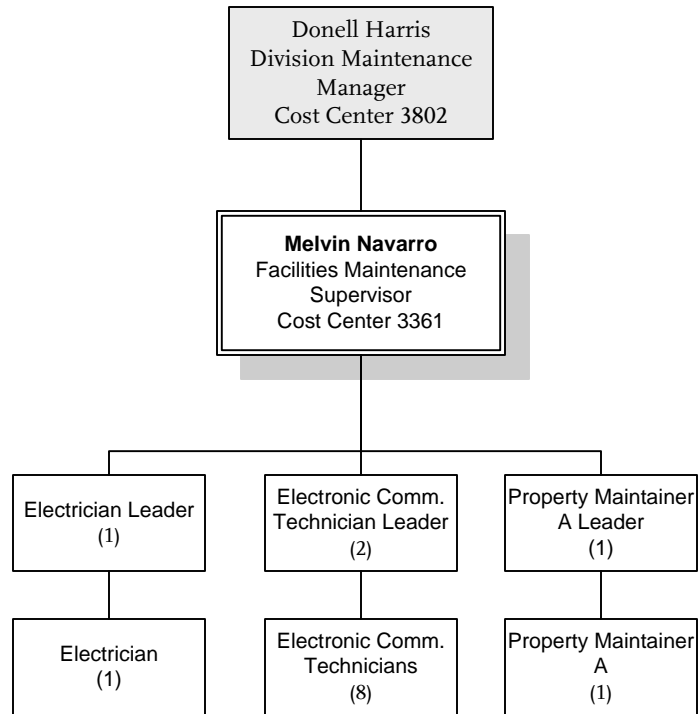 Donell Harris
Division Maintenance
Manager
Cost Center 3802
Melvin Navarro
Facilities Maintenance
Supervisor
Cost Center 3361
Electrician Leader
(1)
Electronic Comm.
Technician Leader
(2)
Property Maintainer
A Leader
(1)
Electrician
(1)
Electronic Comm.
Technicians
(8)
Property Maintainer
A
(1)